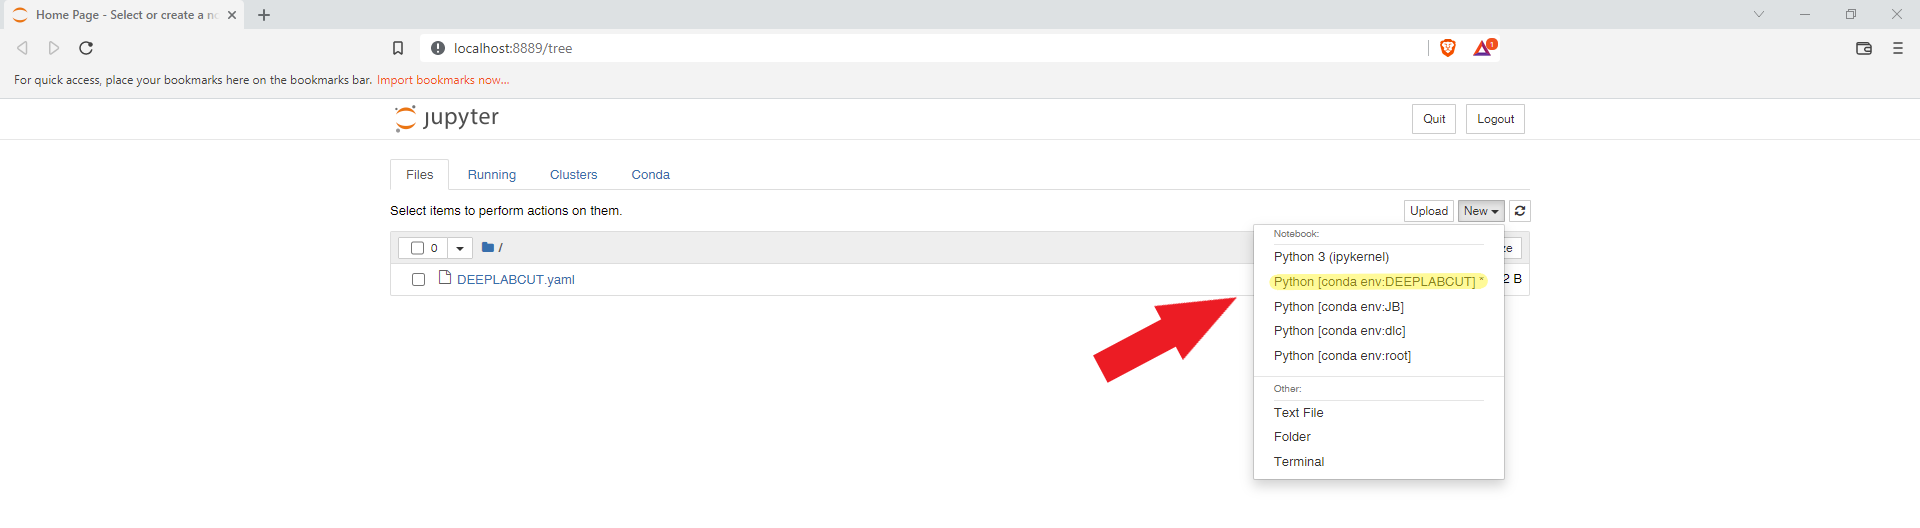 Home Page - Select or create a n
localhost:8889/tree
1
For quick access, place your bookmarks here on the bookmarks bar. Import bookmarks now...
jupyter
Quit
Logout
Files
Running
Clusters
Conda
Select items to perform actions on them.
Upload
New
0
/
ze
DEEPLABCUT.yaml
2 B
Notebook:
Python 3 (ipykernel)
Python [conda env:DEEPLABCUT] *
Python [conda env:JB]
Python [conda env:dlc]
Python [conda env:root]
Other:
Text File
Folder
Terminal